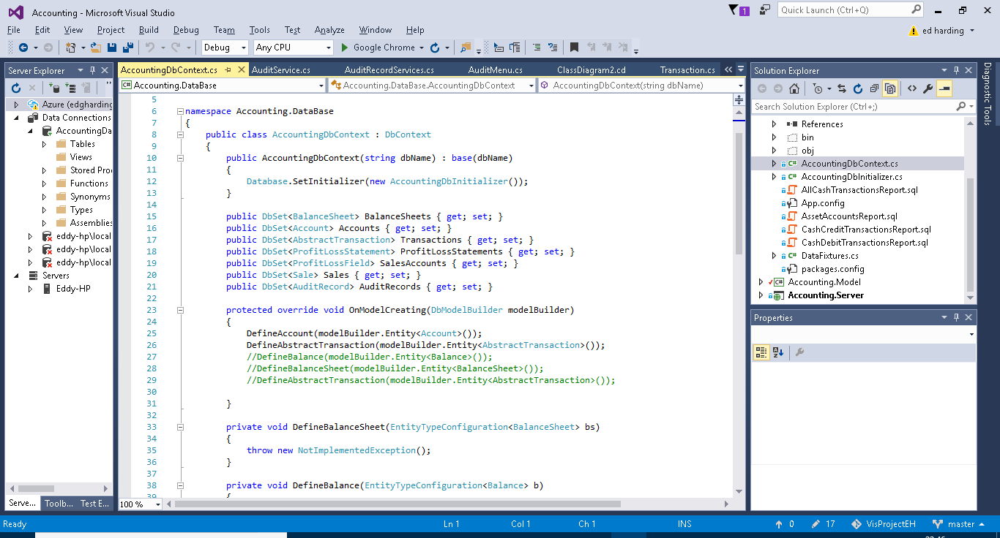 Accounting - Microsoft Visual Studio
1
Quick Launch (Ctrl+Q)
File Edit View Project Build Debug Team Tools Test Analyze Window Help
ed harding
Debug Any CPU Google Chrome
Server Explorer
Azure (edgharding
Data Connections
AccountingDa
Tables
Views
Stored Pro
Functions
Synonyms
Types
Assemblies
eddy-hp\local
eddy-hp\local
eddy-hp\local
Servers
Eddy-HP
Serve... Toolb... Test E...
AccountingDbContext.cs AuditService.cs AuditRecordServices.cs AuditMenu.cs ClassDiagram2.cd Transaction.cs
Accounting.DataBase Accounting.DataBase.AccountingDbContext AccountingDbContext(string dbName)
5
6 namespace Accounting.DataBase
7 {
8 public class AccountingDbContext : DbContext
9 {
10 public AccountingDbContext(string dbName) : base(dbName)
11 {
12 Database.SetInitializer(new AccountingDbInitializer());
13 }
14
15 public DbSet<BalanceSheet> BalanceSheets { get; set; }
16 public DbSet<Account> Accounts { get; set; }
17 public DbSet<AbstractTransaction> Transactions { get; set; }
18 public DbSet<ProfitLossStatement> ProfitLossStatements { get; set; }
19 public DbSet<ProfitLossField> SalesAccounts { get; set; }
20 public DbSet<Sale> Sales { get; set; }
21 public DbSet<AuditRecord> AuditRecords { get; set; }
22
23 protected override void OnModelCreating(DbModelBuilder modelBuilder)
24 {
25 DefineAccount(modelBuilder.Entity<Account>());
26 DefineAbstractTransaction(modelBuilder.Entity<AbstractTransaction>());
27 //DefineBalance(modelBuilder.Entity<Balance>());
28 //DefineBalanceSheet(modelBuilder.Entity<BalanceSheet>());
29 //DefineAbstractTransaction(modelBuilder.Entity<AbstractTransaction>());
30
31 }
32
33 private void DefineBalanceSheet(EntityTypeConfiguration<BalanceSheet> bs)
34 {
35 throw new NotImplementedException();
36 }
37
38 private void DefineBalance(EntityTypeConfiguration<Balance> b)
39 {
100 %
Solution Explorer
Search Solution Explorer (Ctrl+;)
References
bin
obj
AccountingDbContext.cs
AccountingDbInitializer.cs
AllCashTransactionsReport.sql
App.config
AssetAccountsReport.sql
CashCreditTransactionsReport.sql
CashDebitTransactionsReport.sql
DataFixtures.cs
packages.config
Accounting.Model
Accounting.Server
Properties
Diagnostic Tools
Ready Ln 1 Col 1 Ch 1 INS 0 17 VisProjectEH master